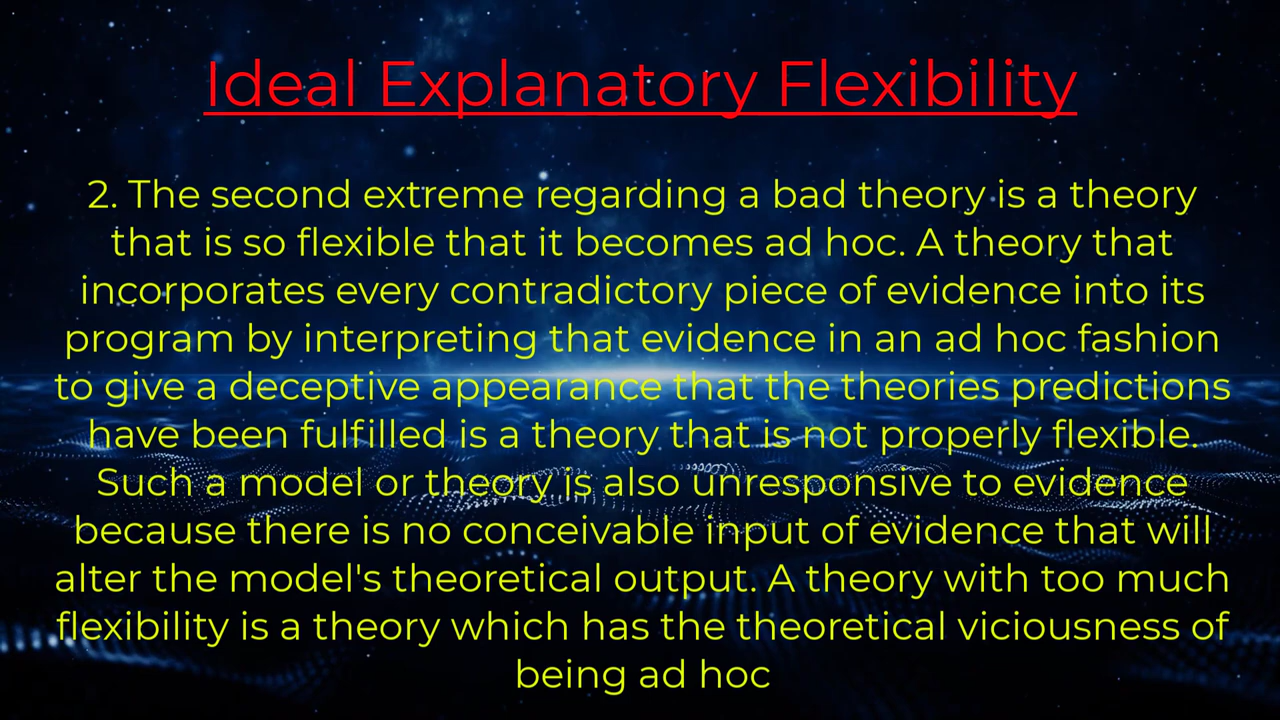 Ideal Explanatory Flexibility
2. The second extreme regarding a bad theory is a theory
that is so flexible that it becomes ad hoc. A theory that
incorporates every contradictory piece of evidence into its
program by interpreting that evidence in an ad hoc fashion
to give a deceptive appearance that the theories predictions
have been fulfilled is a theory that is not properly flexible.
Such a model or theory is also unresponsive to evidence
because there is no conceivable input of evidence that will
alter the model's theoretical output. A theory with too much
flexibility is a theory which has the theoretical viciousness of
being ad hoc